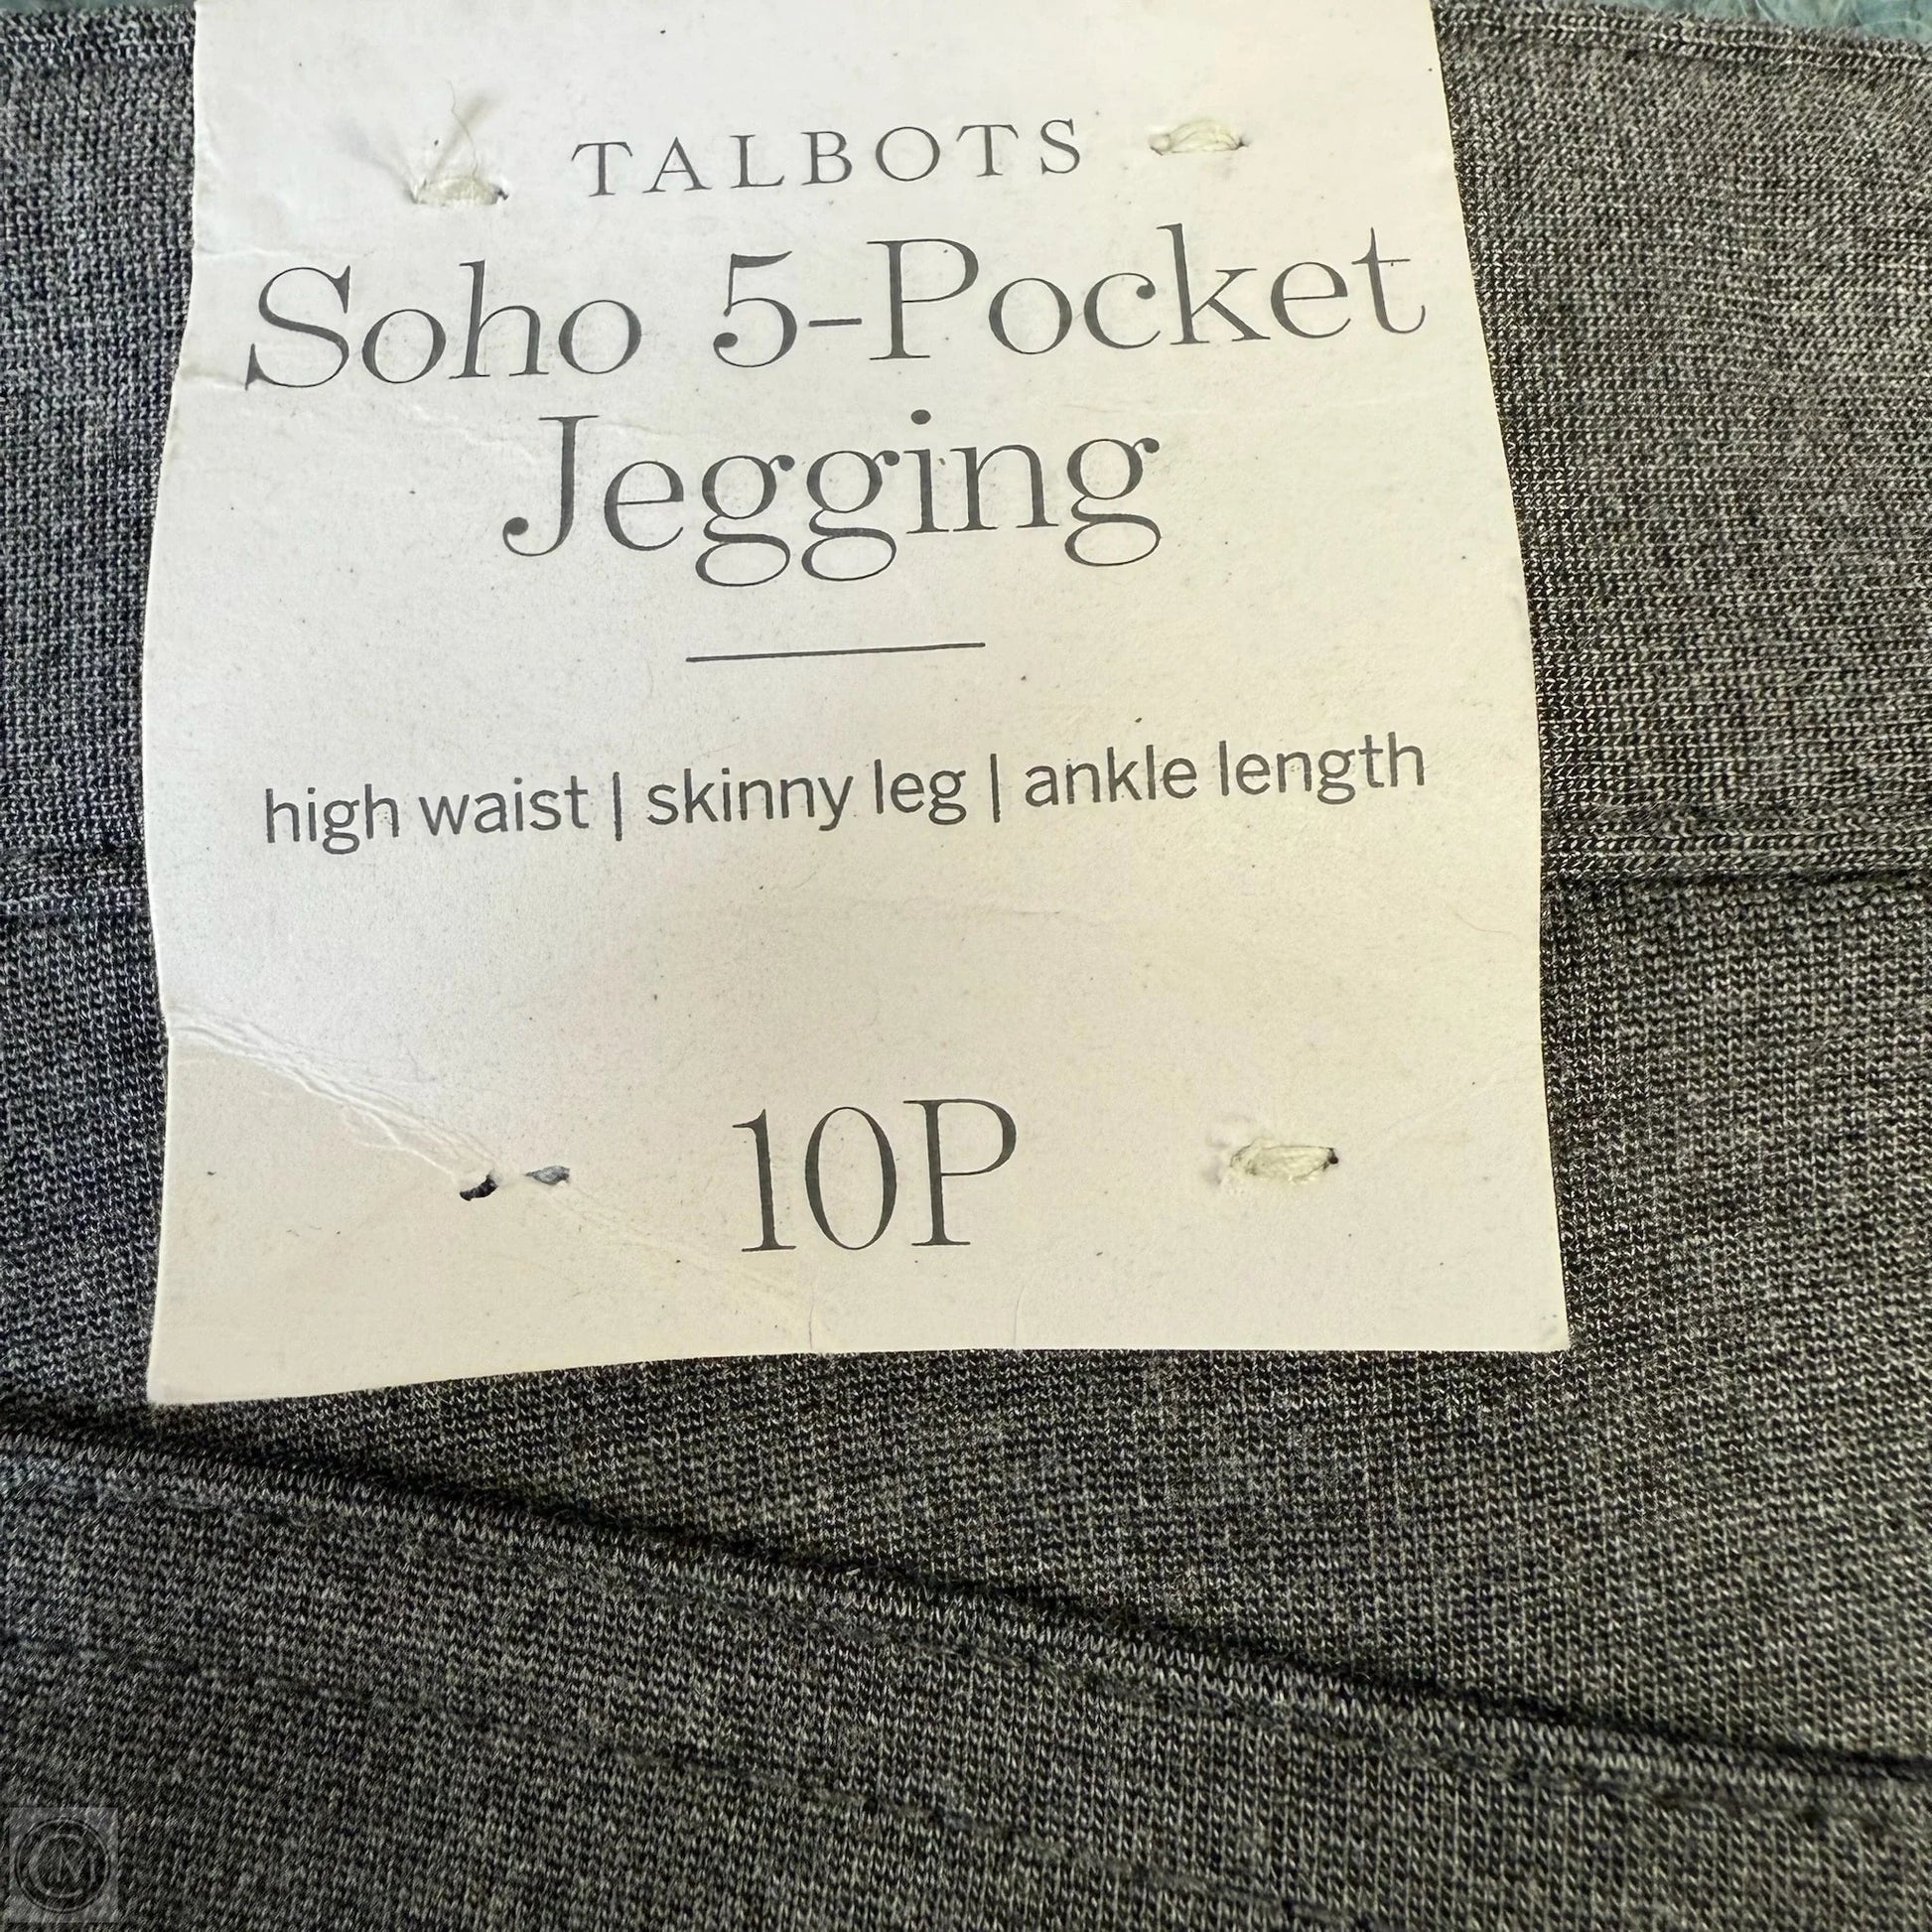 TALBOTS
Soho 5-Pocket
Jegging
high waist | skinny leg | ankle length
10P